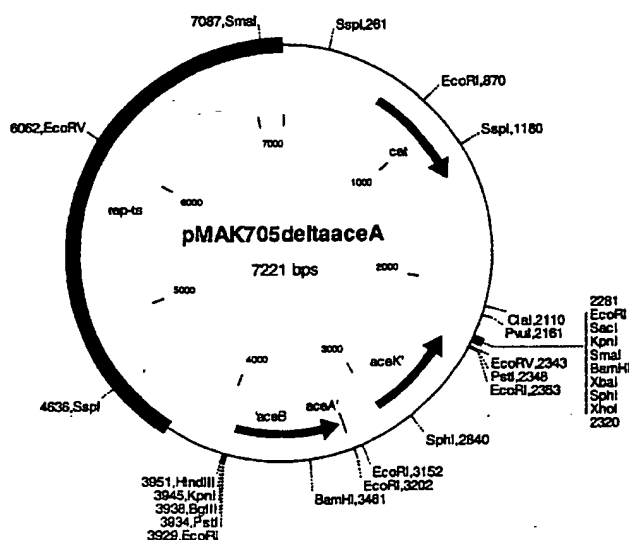 7087,SmaI
SspI,261
EcoRI,870
SspI,1180
6062,EcoRV
7000
cat
1000
rep-ts
6000
pMAK705deltaaceA
7221 bps
2000
5000
ClaI,2110
PvuI,2161
2281
EcoRI
SacI
KpnI
SmaI
BamHI
XbaI
SphI
XhoI
2320
EcoRV,2343
PstI,2348
EcoRI,2353
aceK'
3000
4000
aceA'
'aceB
4636,SspI
SphI,2840
EcoRI,3152
EcoRI,3202
BamHI,3461
3951,HindIII
3945,KpnI
3938,BglII
3934,PstI
3929,EcoRI